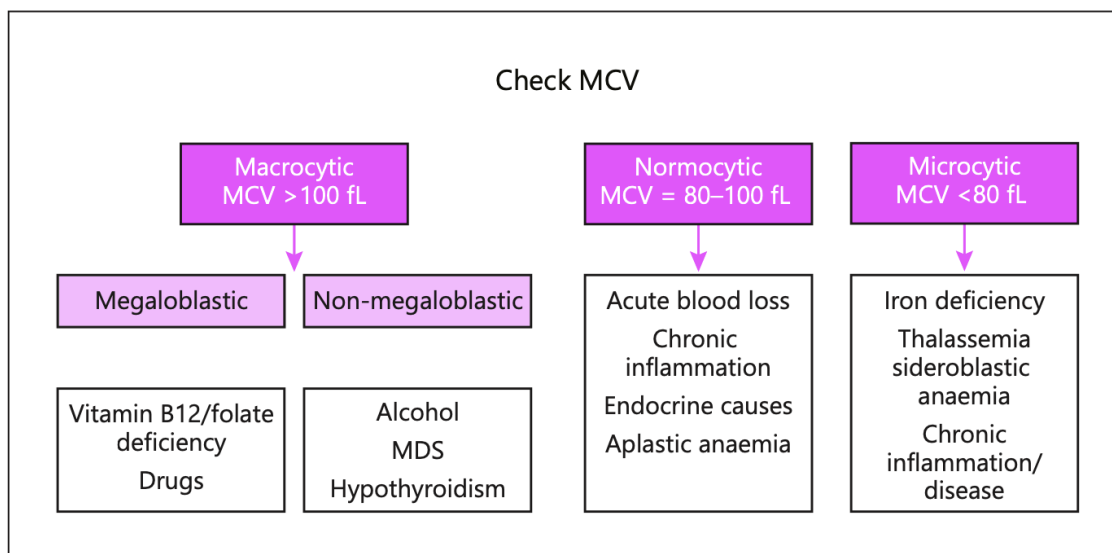 Check MCV
Macrocytic
MCV >100 fL
Normocytic
MCV = 80–100 fL
Microcytic
MCV <80 fL
Megaloblastic
Non-megaloblastic
Vitamin B12/folate
deficiency
Drugs
Alcohol
MDS
Hypothyroidism
Acute blood loss
Chronic
inflammation
Endocrine causes
Aplastic anaemia
Iron deficiency
Thalassemia
sideroblastic
anaemia
Chronic
inflammation/
disease